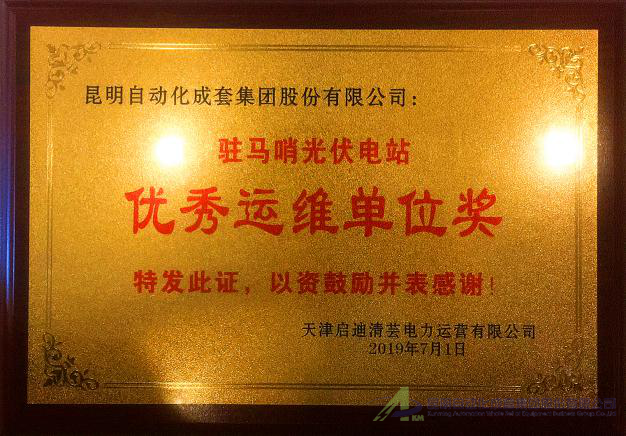 昆明自动化成套集团股份有限公司：
驻马哨光伏电站
优秀运维单位奖
特发此证，以资鼓励并表感谢！
天津启迪清芸电力运营有限公司
2019年7月1日
KM